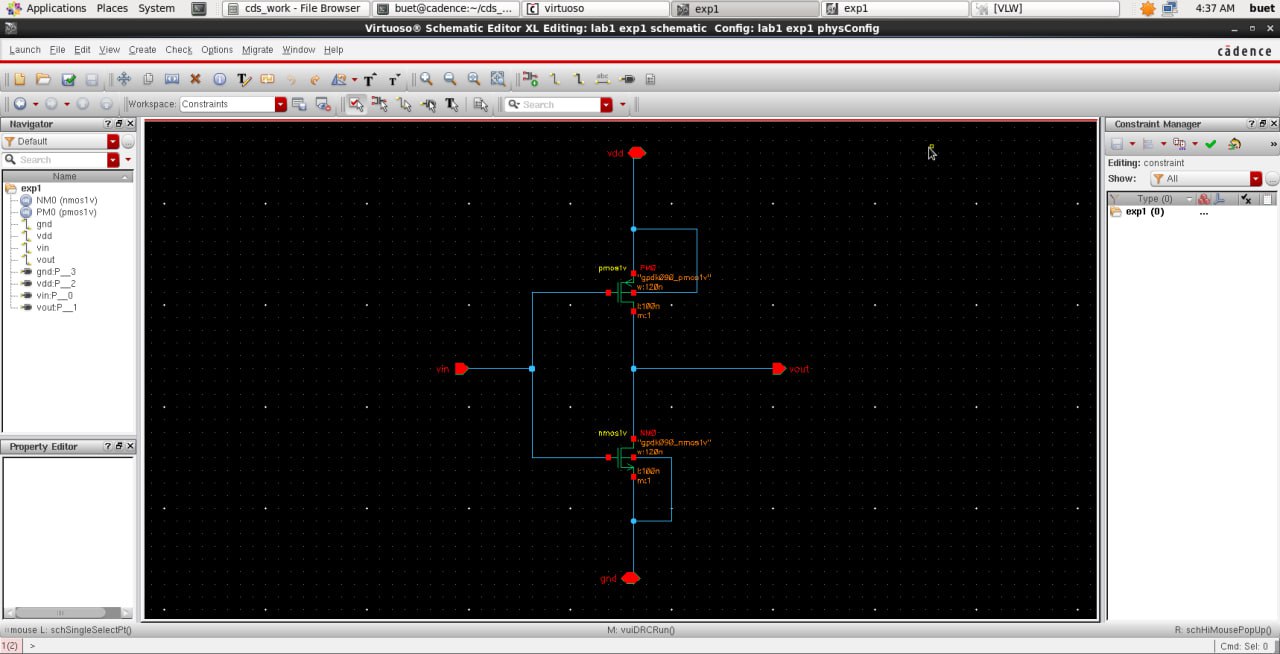 Applications Places System cds_work - File Browser buet@cadence:~/cds_... virtuoso exp1 exp1 [VLW] 4:37 AM buet
Virtuoso® Schematic Editor XL Editing: lab1 exp1 schematic Config: lab1 exp1 physConfig
Launch File Edit View Create Check Options Migrate Window Help
cādence
Workspace: Constraints
Search
Navigator
Default
Search
Name
exp1
NM0 (nmos1v)
PM0 (pmos1v)
gnd
vdd
vin
vout
gnd:P__3
vdd:P__2
vin:P__0
vout:P__1
Property Editor
vdd
pmos1v PM0
"gpdk090_pmos1v"
w:120n
l:100n
m:1
vin
vout
nmos1v NM0
"gpdk090_nmos1v"
w:120n
l:100n
m:1
gnd
Constraint Manager
Editing: constraint
Show: All
Type (0)
exp1 (0) ...
mouse L: schSingleSelectPt() M: vuiDRCRun() R: schHiMousePopUp()
1(2) > Cmd: Sel: 0